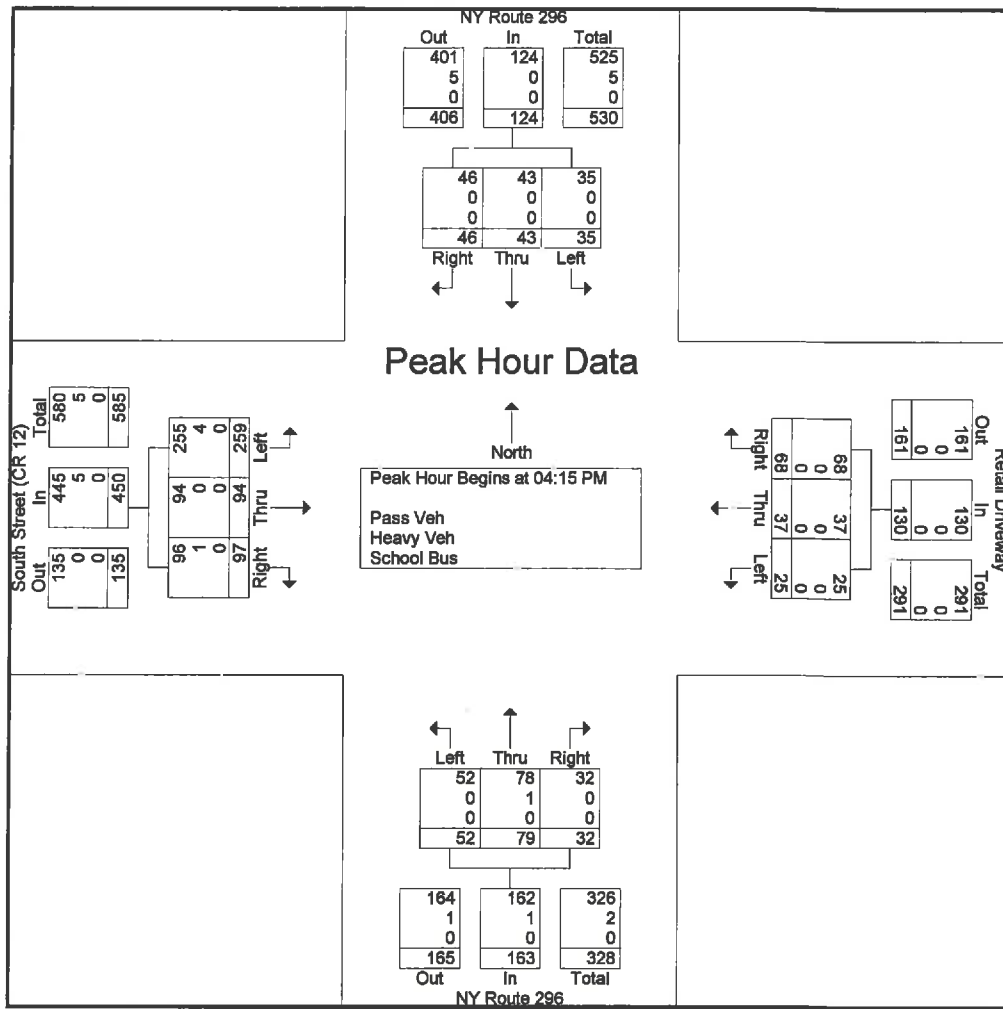 NY Route 296
Out In Total
401 124 525
5 0 5
0 0 0
406 124 530
46 43 35
0 0 0
0 0 0
46 43 35
Right Thru Left
Peak Hour Data
North
Peak Hour Begins at 04:15 PM
Pass Veh
Heavy Veh
School Bus
South Street (CR 12)
Out In Total
135 445 580
0 5 5
0 0 0
135 450 585
96 94 255
1 0 4
0 0 0
97 94 259
Right Thru Left
Retail Driveway
Out In Total
161 130 291
0 0 0
0 0 0
161 130 291
68 37 25
0 0 0
0 0 0
68 37 25
Right Thru Left
Left Thru Right
52 78 32
0 1 0
0 0 0
52 79 32
164 162 326
1 1 2
0 0 0
165 163 328
Out In Total
NY Route 296